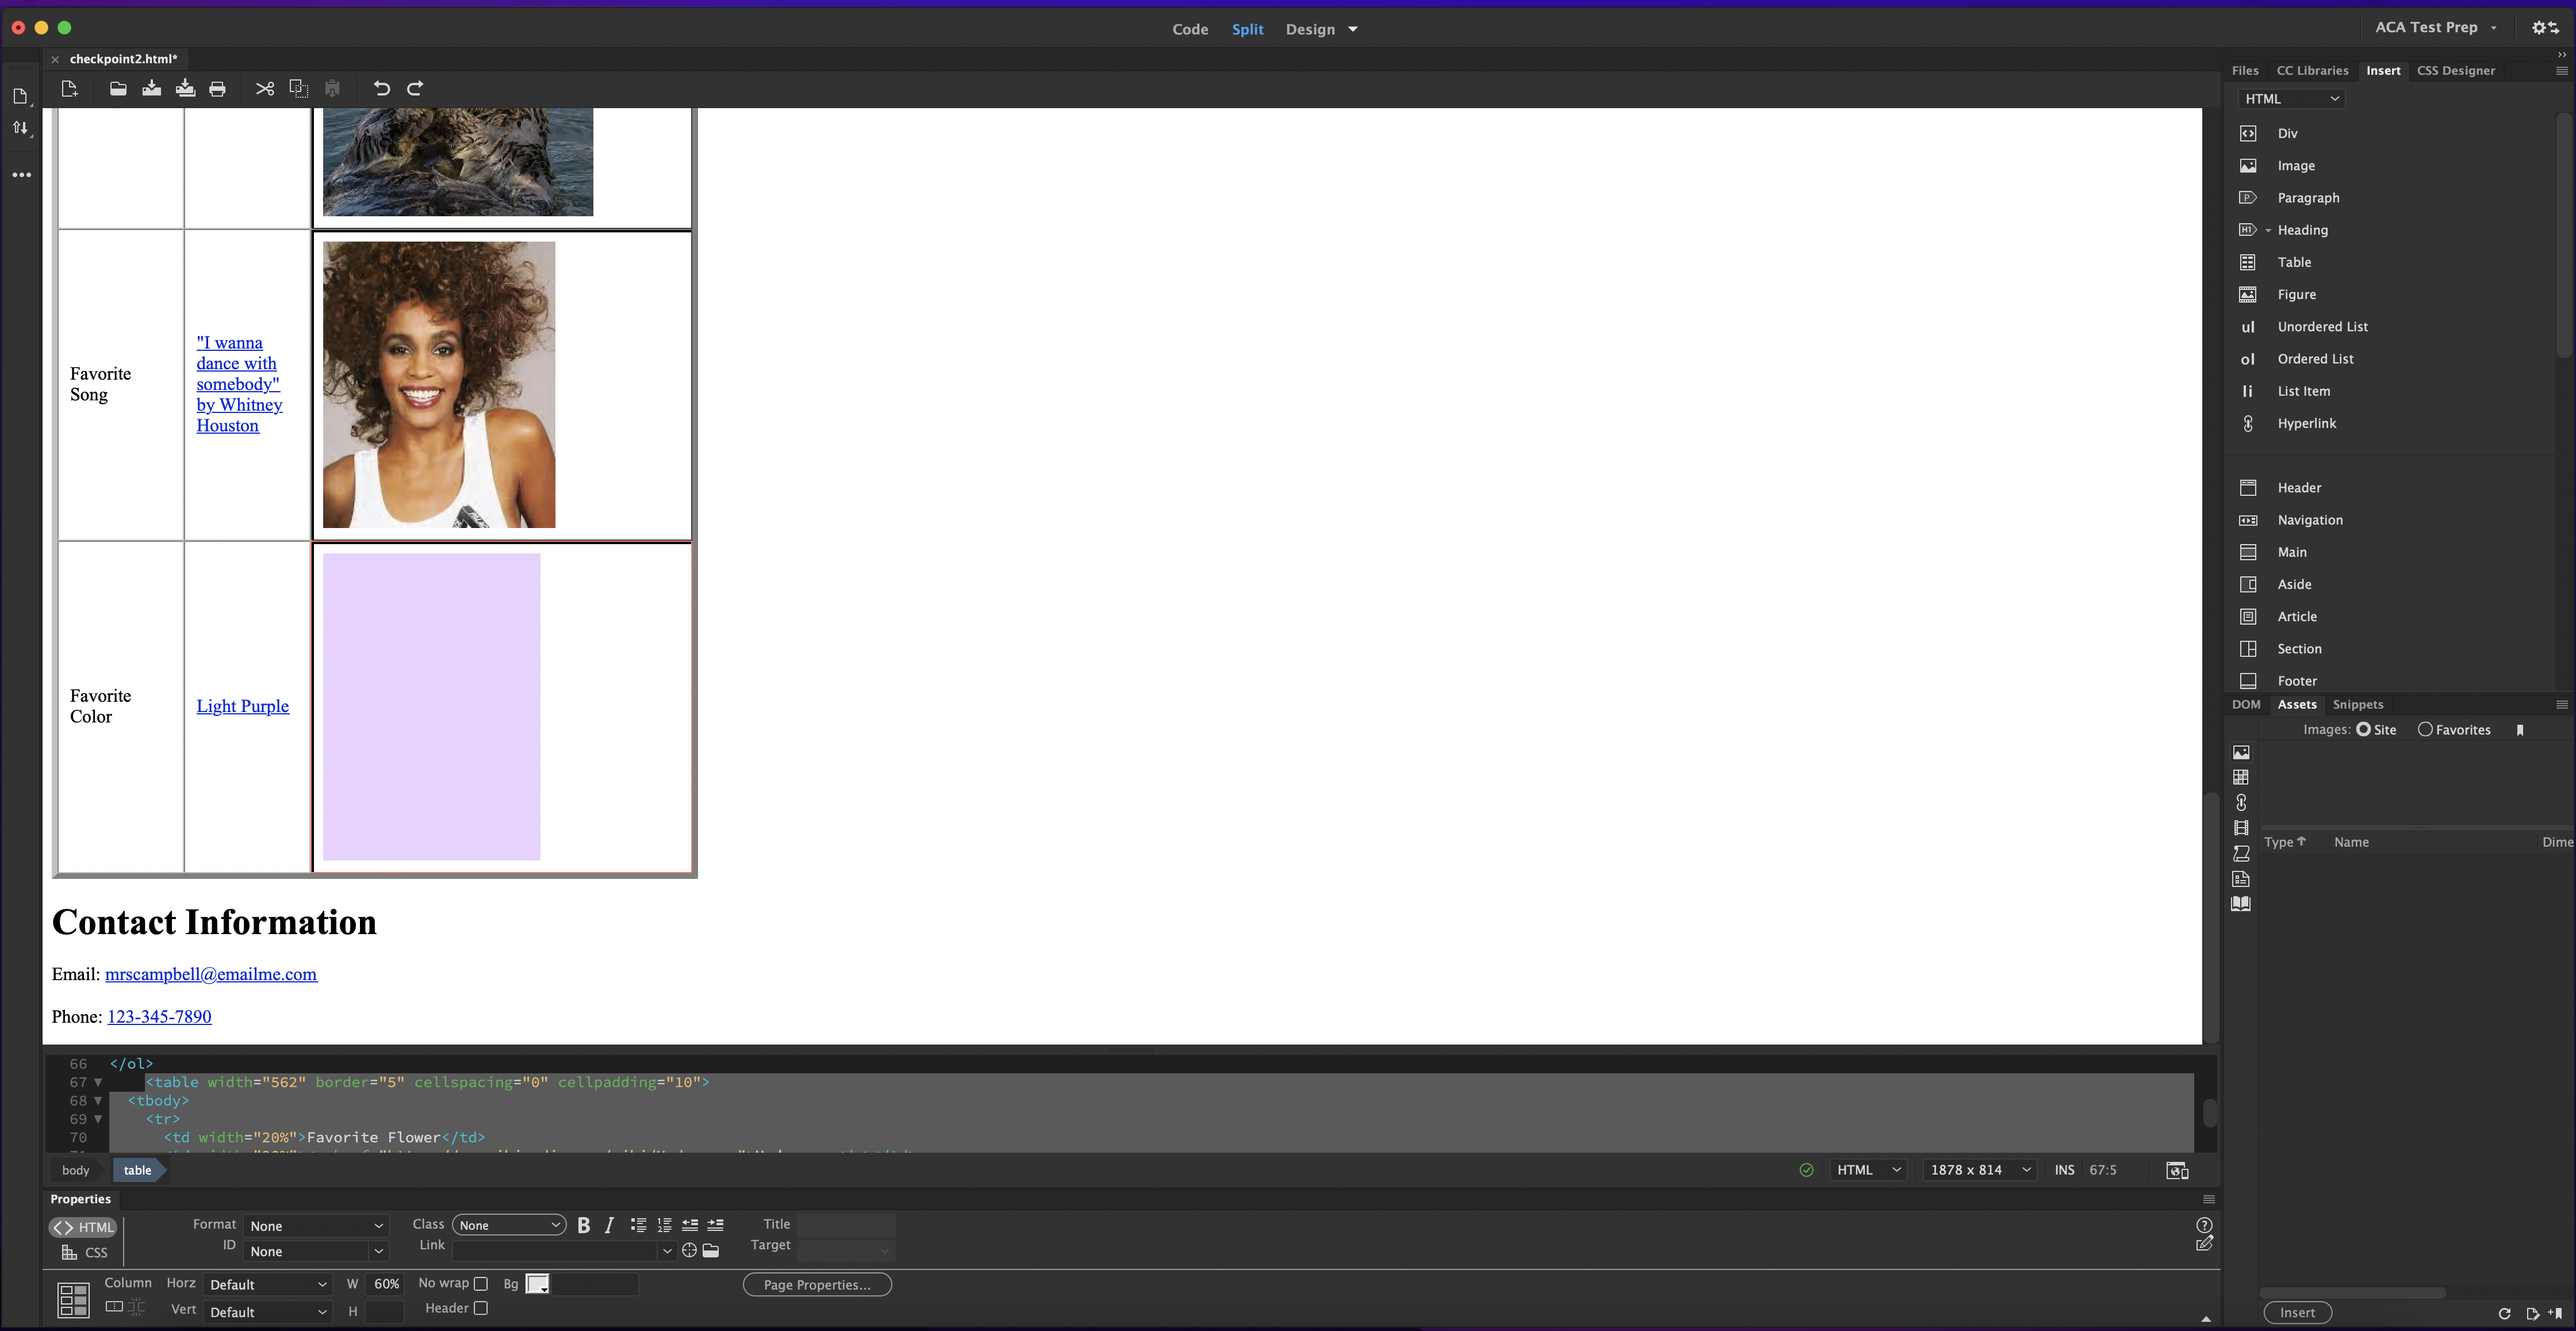 Code Split Design
ACA Test Prep
checkpoint2.html*
Files CC Libraries Insert CSS Designer
HTML
Div
Image
Paragraph
H1 Heading
Table
Figure
ul Unordered List
ol Ordered List
li List Item
Hyperlink
Header
Navigation
Main
Aside
Article
Section
Footer
Favorite
Song
"I wanna
dance with
somebody"
by Whitney
Houston
Favorite
Color
Light Purple
Contact Information
Email: mrscampbell@emailme.com
Phone: 123-345-7890
DOM Assets Snippets
Images: Site Favorites
Type Name Dime
66 </ol>
67 <table width="562" border="5" cellspacing="0" cellpadding="10">
68 <tbody>
69 <tr>
70 <td width="20%">Favorite Flower</td>
body table
HTML 1878 x 814 INS 67:5
Properties
HTML Format None Class None B I Title
CSS ID None Link Target
Column Horz Default W 60% No wrap Bg Page Properties...
Vert Default H Header
Insert